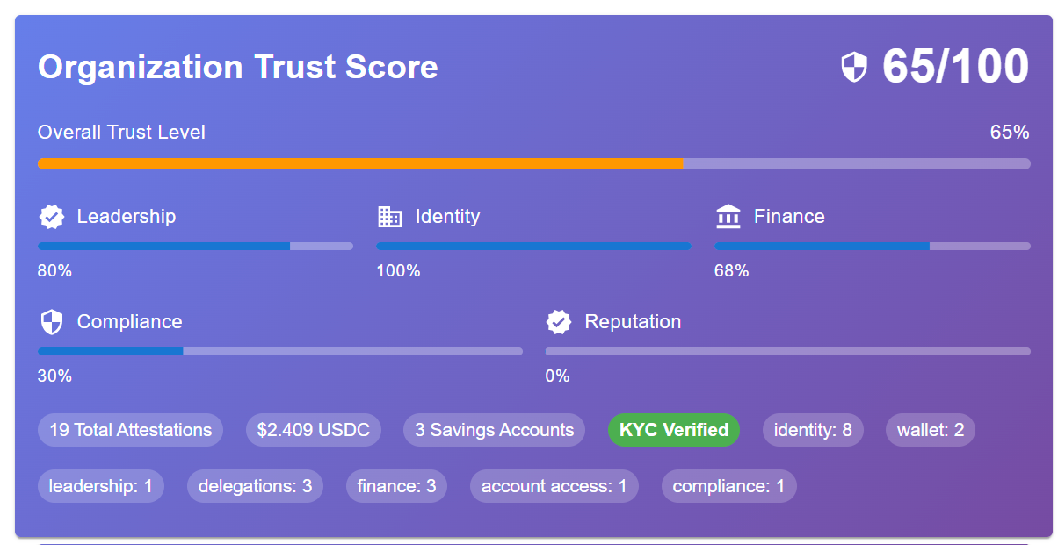 Organization Trust Score
65/100
Overall Trust Level
65%
Leadership
Identity
Finance
80%
100%
68%
Compliance
Reputation
30%
0%
19 Total Attestations
$2.409 USDC
3 Savings Accounts
KYC Verified
identity: 8
wallet: 2
leadership: 1
delegations: 3
finance: 3
account access: 1
compliance: 1